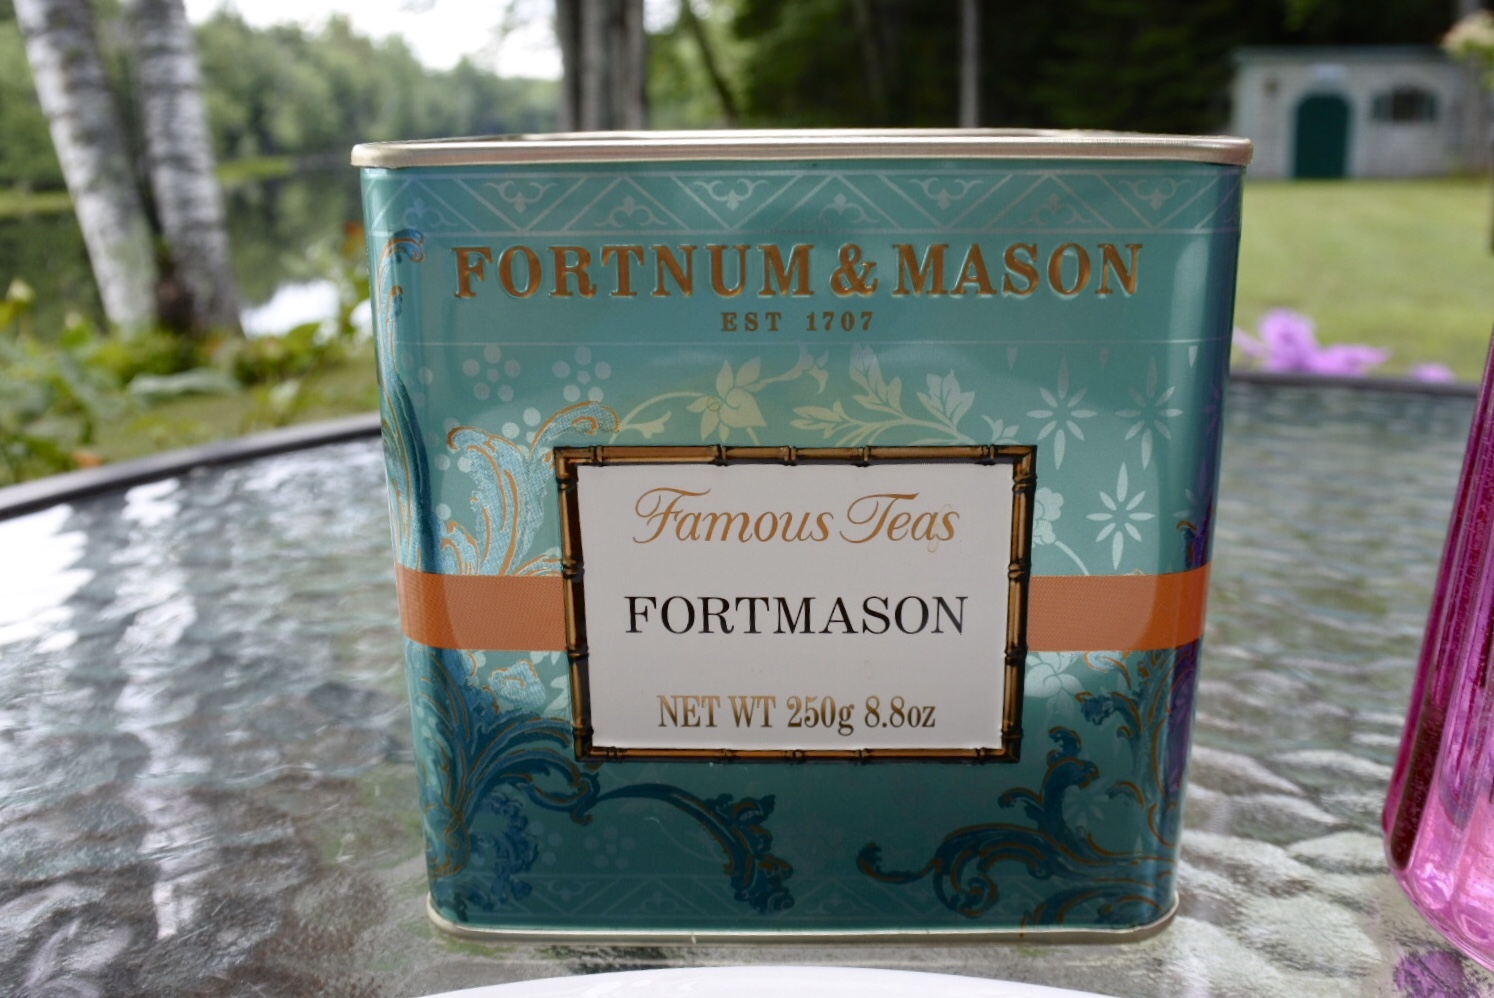 FORTNUM & MASON
EST 1707
Famous Teas
FORTMASON
NET WT 250g 8.8oz